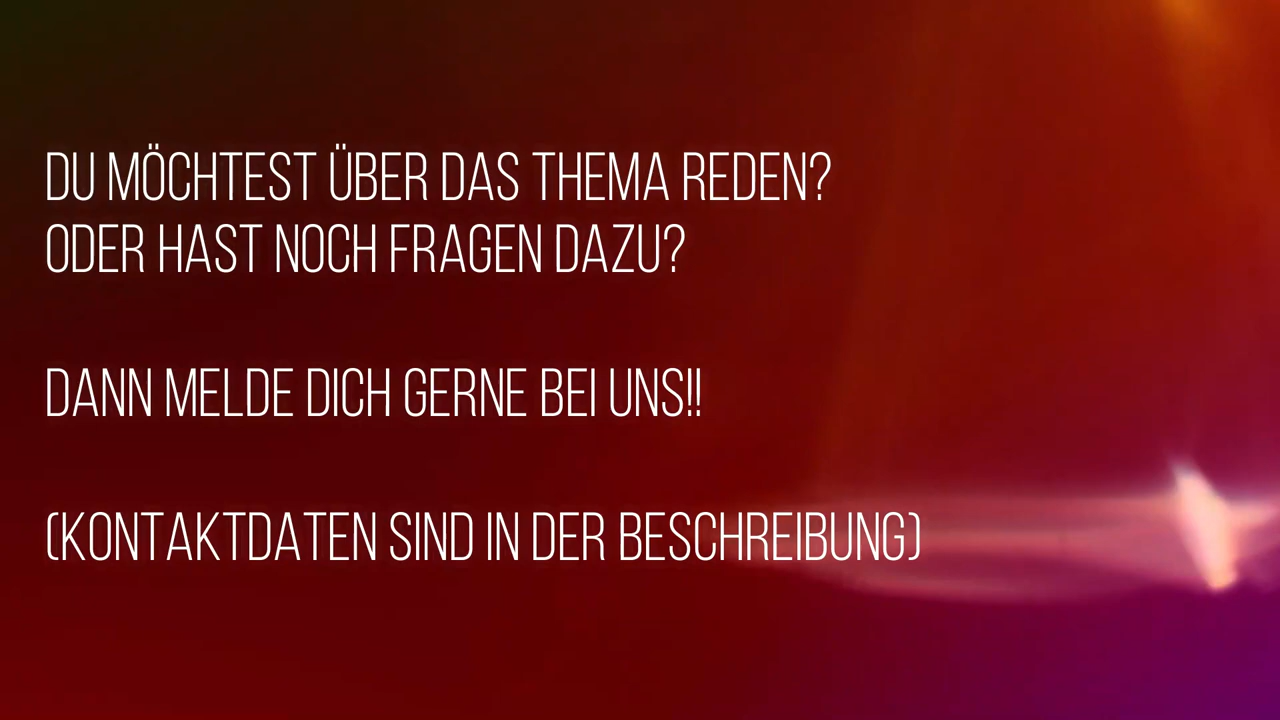 DU MÖCHTEST ÜBER DAS THEMA REDEN?
ODER HAST NOCH FRAGEN DAZU?
DANN MELDE DICH GERNE BEI UNS!!
(KONTAKTDATEN SIND IN DER BESCHREIBUNG)